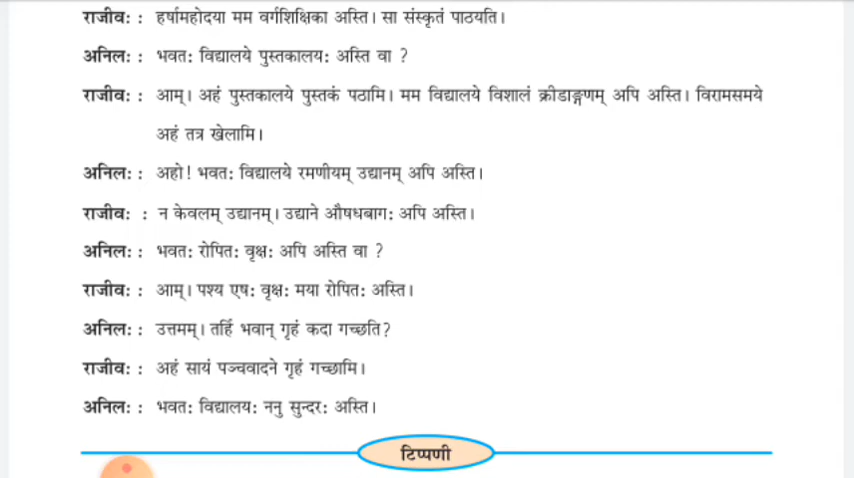 राजीव: : हर्षामहोदया मम वर्गशिक्षिका अस्ति। सा संस्कृतं पाठयति।
अनिल: : भवत: विद्यालये पुस्तकालय: अस्ति वा ?
राजीव: : आम्। अहं पुस्तकालये पुस्तकं पठामि। मम विद्यालये विशालं क्रीडाङ्गणम् अपि अस्ति। विरामसमये
अहं तत्र खेलामि।
अनिल: : अहो! भवत: विद्यालये रमणीयम् उद्यानम् अपि अस्ति।
राजीव: : न केवलम् उद्यानम्। उद्याने औषधबाग: अपि अस्ति।
अनिल: : भवत: रोपित: वृक्ष: अपि अस्ति वा ?
राजीव: : आम्। पश्य एष: वृक्ष: मया रोपित: अस्ति।
अनिल: : उत्तमम्। तर्हि भवान् गृहं कदा गच्छति?
राजीव: : अहं सायं पञ्चवादने गृहं गच्छामि।
अनिल: : भवत: विद्यालय: ननु सुन्दर: अस्ति।
टिप्पणी